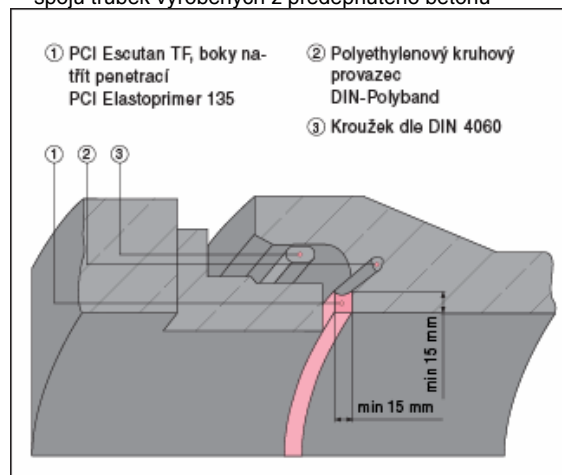 spojů trubek vyrobených z předepnutého betonu
① PCI Escutan TF, boky na-
třít penetrací
PCI Elastoprimer 135
② Polyethylenový kruhový
provazec
DIN-Polyband
③ Kroužek dle DIN 4060
① ② ③
min 15 mm
min 15 mm